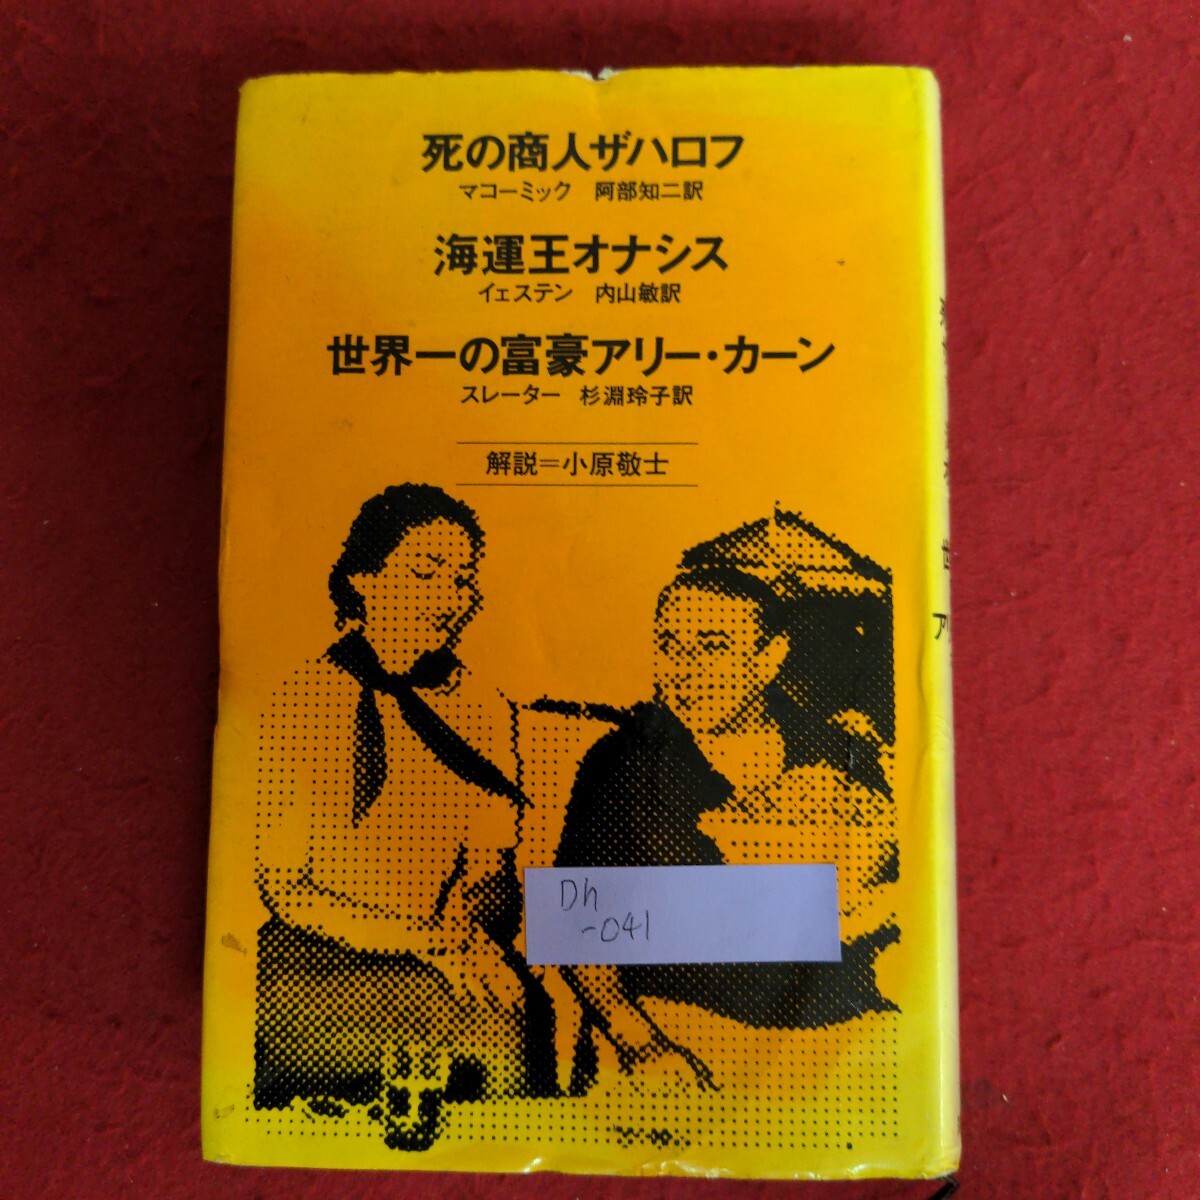 死の商人ザハロフ
マコーミック 阿部知二訳
海運王オナシス
イェステン 内山敏訳
世界一の富豪アリー・カーン
スレーター 杉淵玲子訳
解説＝小原敬士
Dh
-041
世
アリ